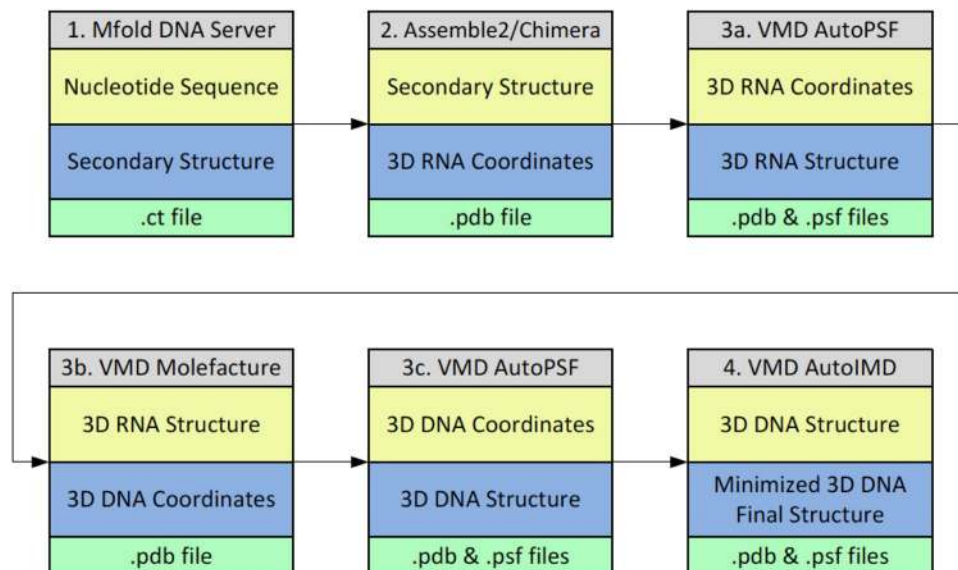 1. Mfold DNA Server
Nucleotide Sequence
Secondary Structure
.ct file
2. Assemble2/Chimera
Secondary Structure
3D RNA Coordinates
.pdb file
3a. VMD AutoPSF
3D RNA Coordinates
3D RNA Structure
.pdb & .psf files
3b. VMD Molefacture
3D RNA Structure
3D DNA Coordinates
.pdb file
3c. VMD AutoPSF
3D DNA Coordinates
3D DNA Structure
.pdb & .psf files
4. VMD AutoIMD
3D DNA Structure
Minimized 3D DNA
Final Structure
.pdb & .psf files